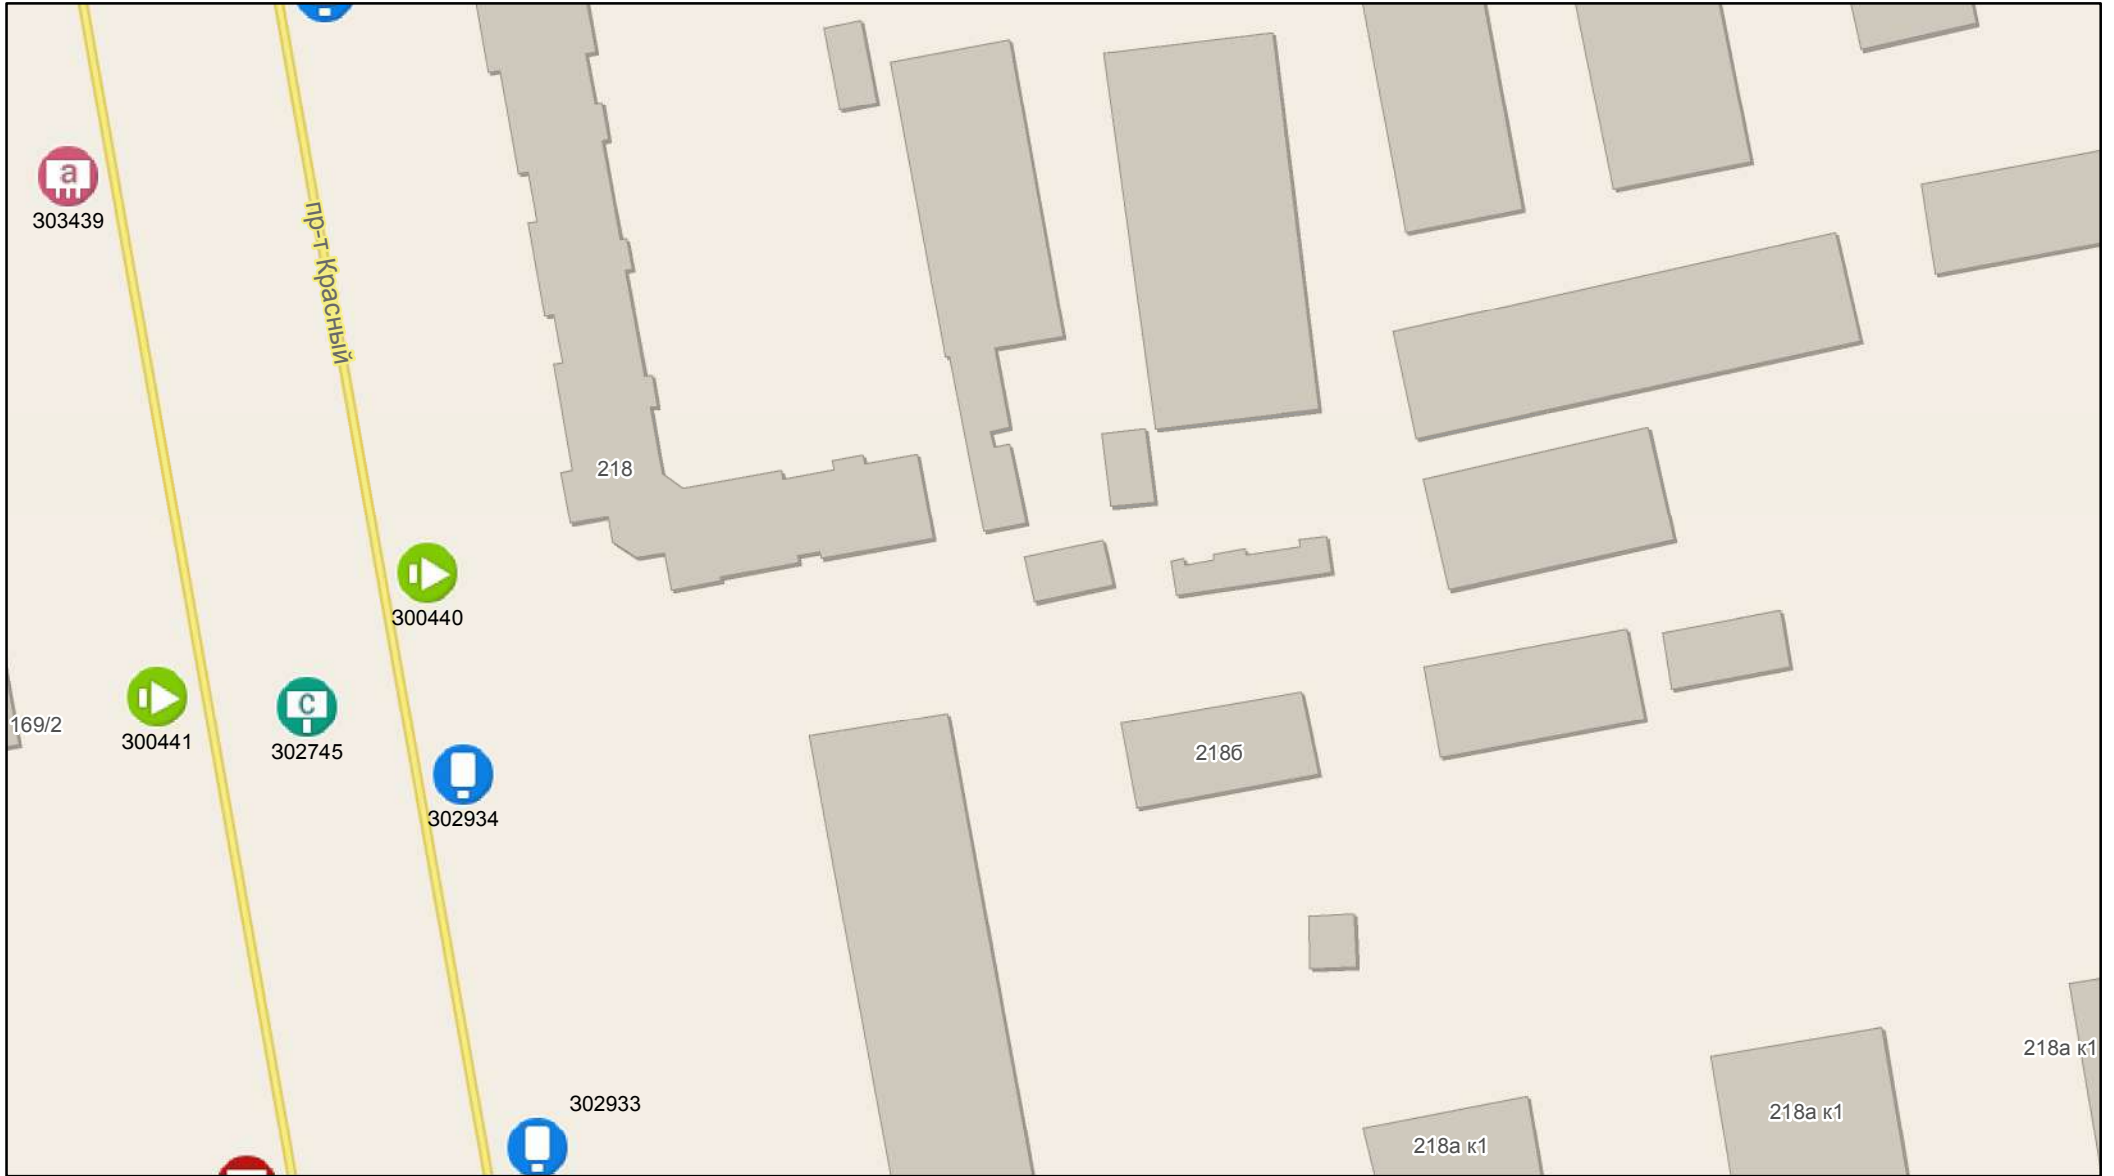 a
303439
пр-т Красный
218
300440
300441
c
302745
169/2
302934
218б
302933
218а к1
218а к1
218а к1